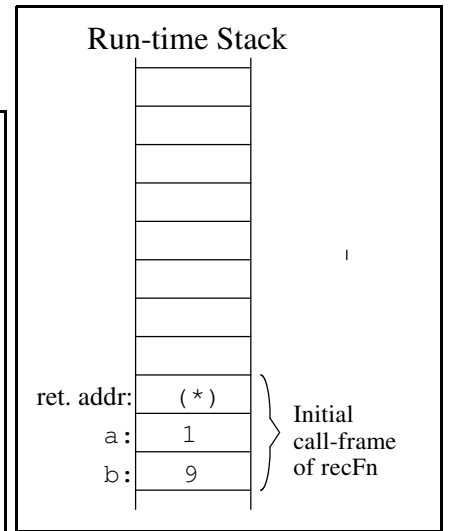 Run-time Stack
ret. addr: (*)
a: 1
b: 9
Initial
call-frame
of recFn